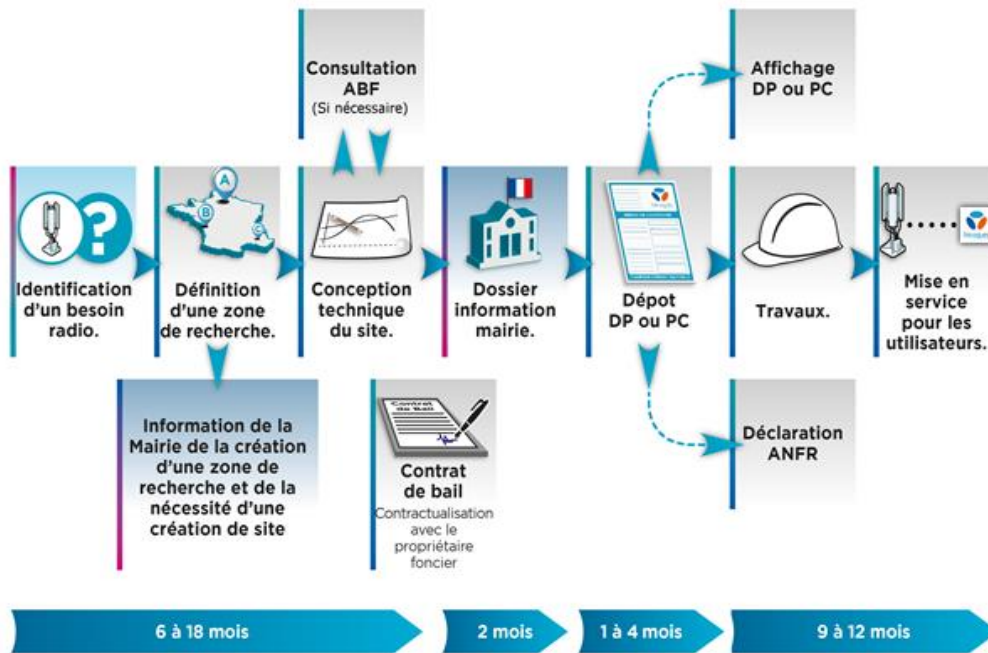 Consultation
ABF
(Si nécessaire)
Affichage
DP ou PC
A
B
C
?
Identification
d'un besoin
radio.
Définition
d'une zone
de recherche.
Conception
technique
du site.
Dossier
information
mairie.
Dépot
DP ou PC
Travaux.
Mise en
service
pour les
utilisateurs.
Information de la
Mairie de la création
d'une zone de
recherche et de la
nécessité d'une
création de site
Contrat
de Bail
Contrat
de bail
Contractualisation
avec le
propriétaire
foncier
Déclaration
ANFR
6 à 18 mois
2 mois
1 à 4 mois
9 à 12 mois